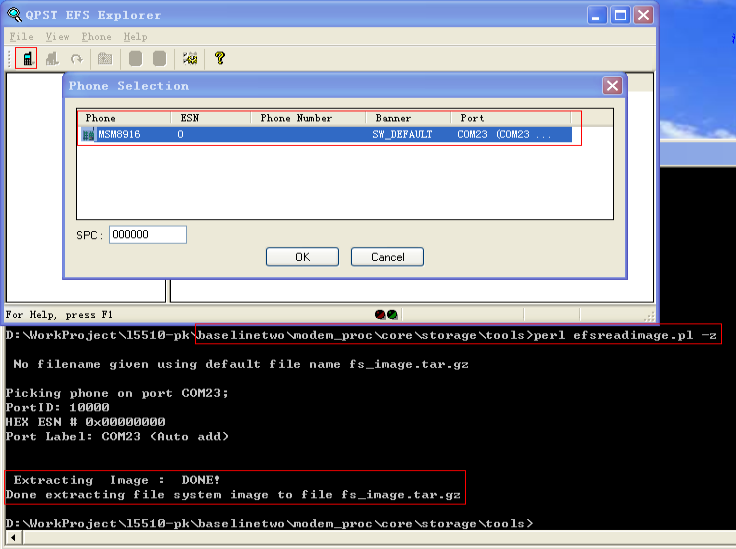 QPST EFS Explorer
File View Phone Help
Phone Selection
Phone ESN Phone Number Banner Port
MSM8916 0 SW_DEFAULT COM23 (COM23 ...
SPC: 000000
OK Cancel
For Help, press F1
D:\WorkProject\l5510-pk\baselinetwo\modem_proc\core\storage\tools>perl efsreadimage.pl -z
No filename given using default file name fs_image.tar.gz
Picking phone on port COM23;
PortID: 10000
HEX ESN # 0x00000000
Port Label: COM23 (Auto add)
Extracting Image : DONE!
Done extracting file system image to file fs_image.tar.gz
D:\WorkProject\l5510-pk\baselinetwo\modem_proc\core\storage\tools>